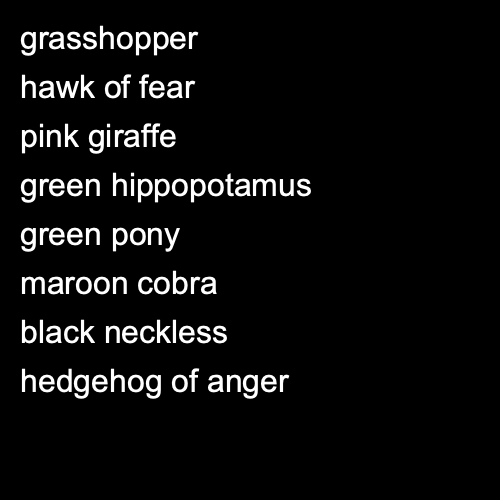 grasshopper
hawk of fear
pink giraffe
green hippopotamus
green pony
maroon cobra
black neckless
hedgehog of anger